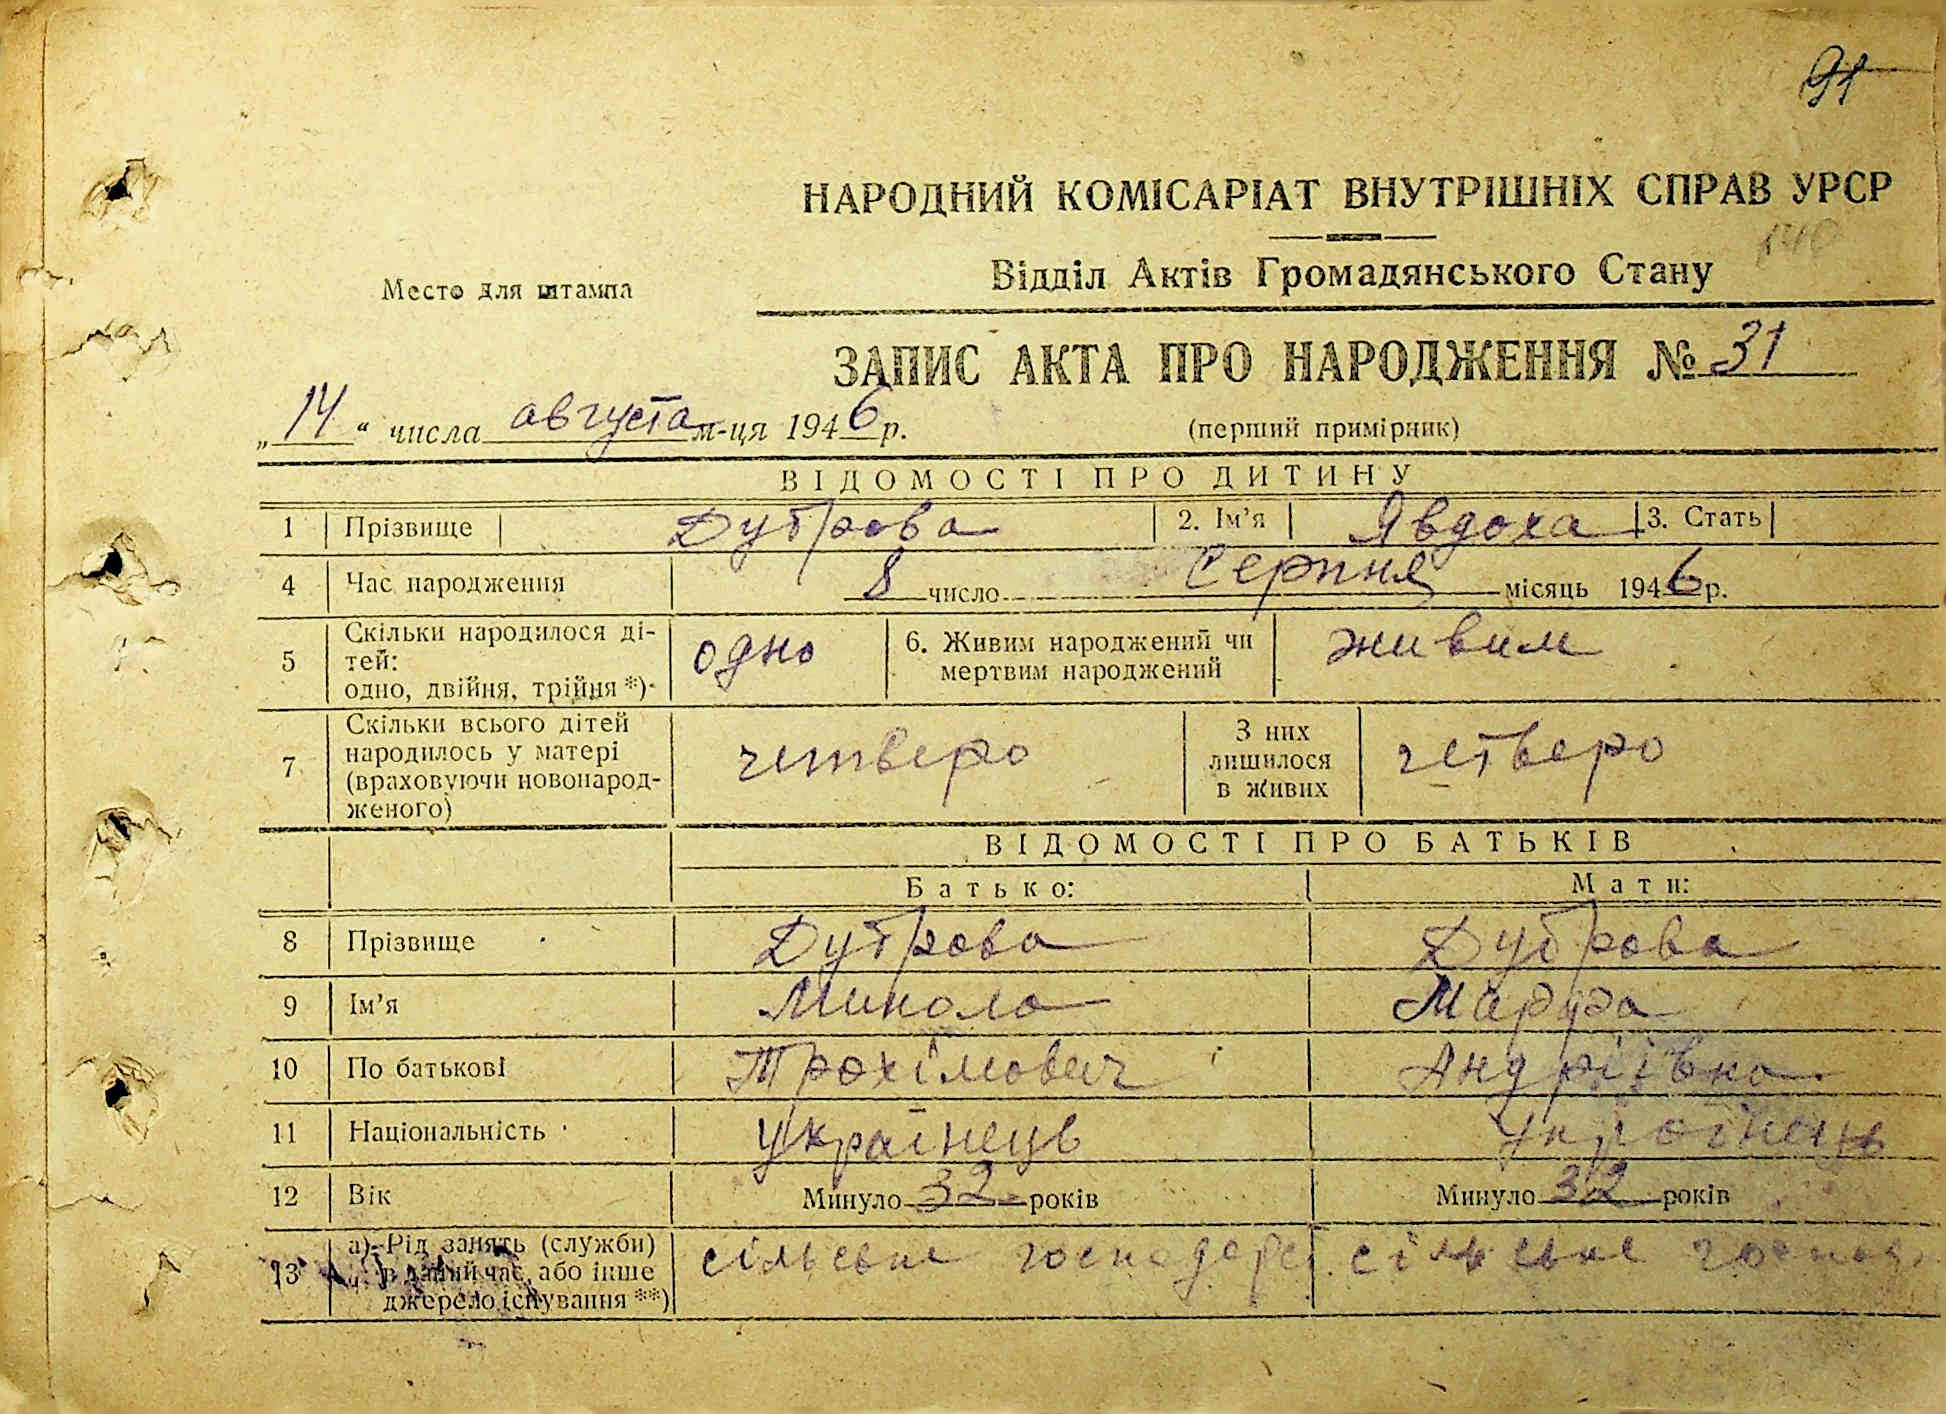 91
НАРОДНИЙ КОМІСАРІАТ ВНУТРІШНІХ СПРАВ УРСР
140
Место для штампа
Відділ Актів Громадянського Стану
ЗАПИС АКТА ПРО НАРОДЖЕННЯ № 31
„14“ числа августа м-ця 1946 р.
(перший примірник)
ВІДОМОСТІ ПРО ДИТИНУ
1 Прізвище Дуброва 2. Ім’я Явдоха 3. Стать
4 Час народження 8 число Серпня місяць 1946 р.
5 Скільки народилося дітей: одно, двійня, трійня *) одно 6. Живим народжений чи мертвим народжений живим
7 Скільки всього дітей народилось у матері (враховуючи новонародженого) четверо З них лишилося в живих четверо
ВІДОМОСТІ ПРО БАТЬКІВ
Батько: Мати:
8 Прізвище Дуброва Дуброва
9 Ім’я Микола Марфа
10 По батькові Трохімович Андріівка
11 Національність українець українець
12 Вік Минуло 32 років Минуло 32 років
13 а) Рід занять (служби) в даний час, або інше джерело існування **) сільське господарс. сільське господ.